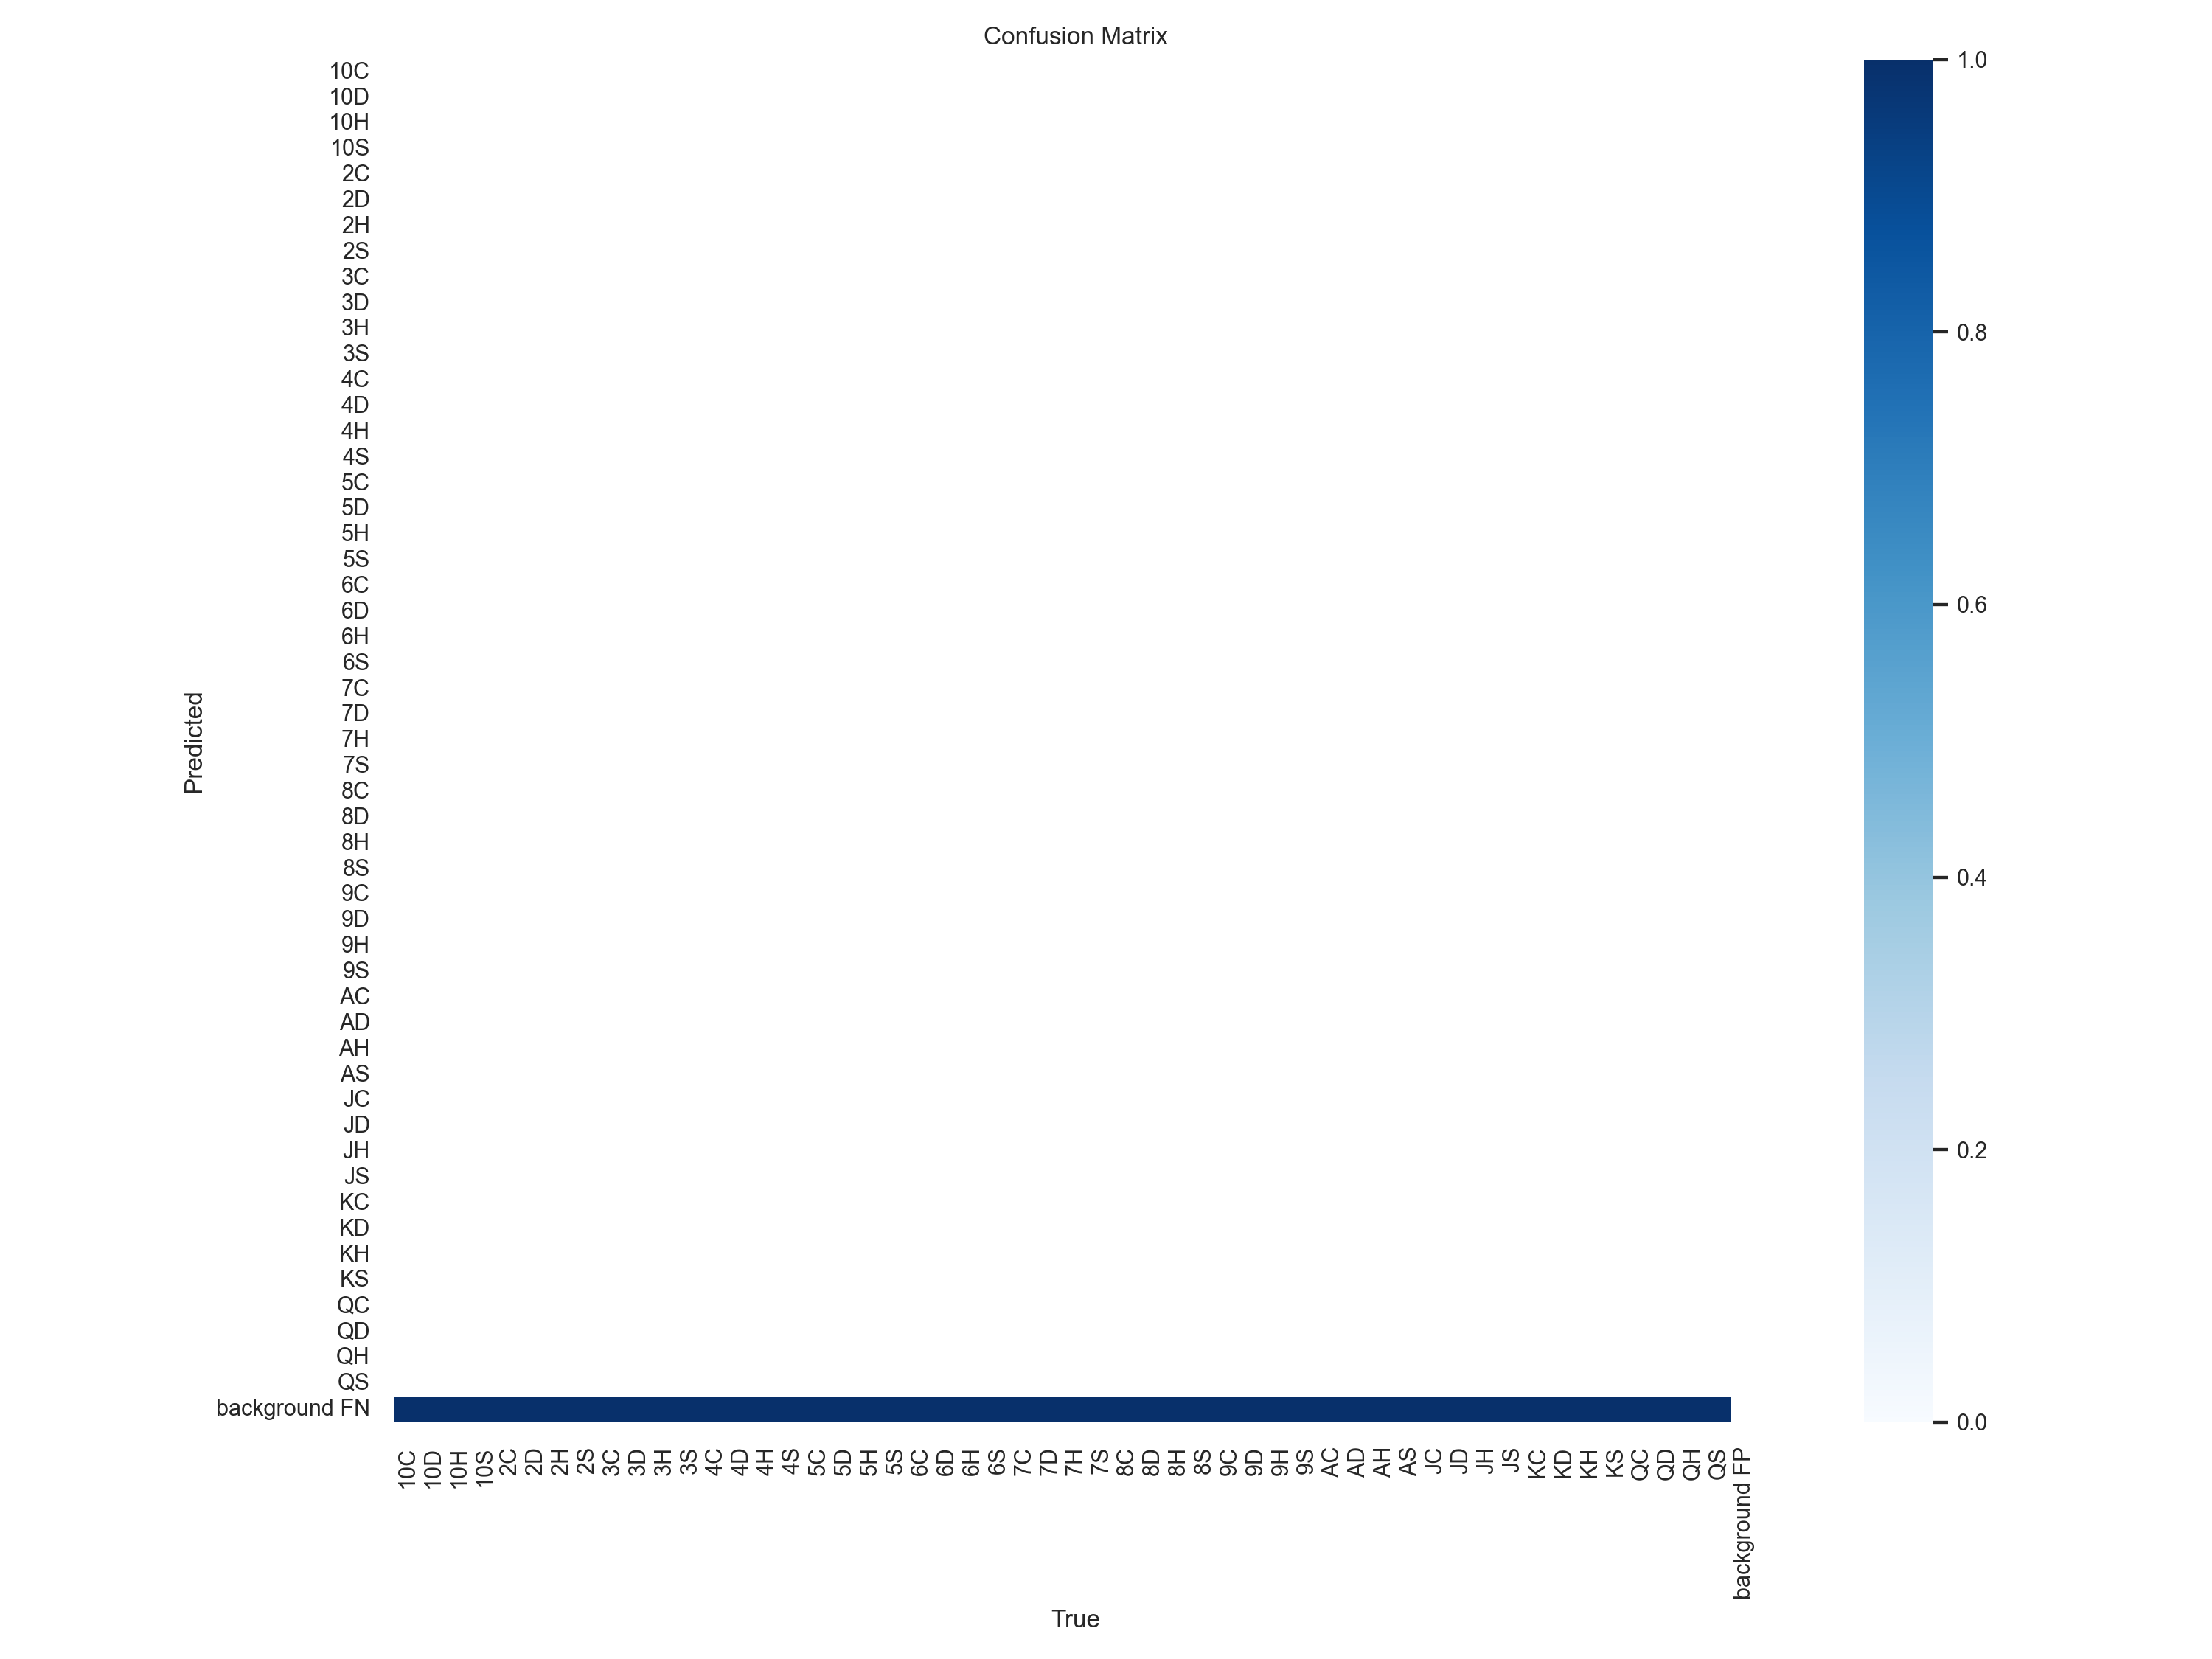 Confusion Matrix
10C
10D
10H
10S
2C
2D
2H
2S
3C
3D
3H
3S
4C
4D
4H
4S
5C
5D
5H
5S
6C
6D
6H
6S
7C
7D
7H
7S
8C
8D
8H
8S
9C
9D
9H
9S
AC
AD
AH
AS
JC
JD
JH
JS
KC
KD
KH
KS
QC
QD
QH
QS
background FN
Predicted
10C
10D
10H
10S
2C
2D
2H
2S
3C
3D
3H
3S
4C
4D
4H
4S
5C
5D
5H
5S
6C
6D
6H
6S
7C
7D
7H
7S
8C
8D
8H
8S
9C
9D
9H
9S
AC
AD
AH
AS
JC
JD
JH
JS
KC
KD
KH
KS
QC
QD
QH
QS
background FP
True
1.0
0.8
0.6
0.4
0.2
0.0